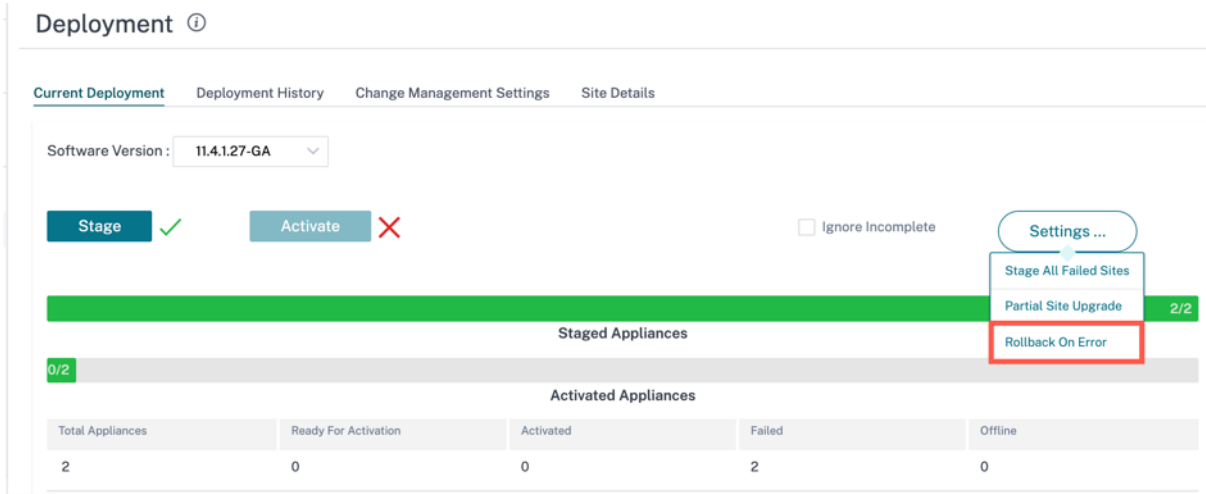 Deployment
Current Deployment Deployment History Change Management Settings Site Details
Software Version : 11.4.1.27-GA
Stage Activate Ignore Incomplete Settings ...
Stage All Failed Sites
Partial Site Upgrade
2/2
Staged Appliances
Rollback On Error
0/2
Activated Appliances
Total Appliances Ready For Activation Activated Failed Offline
2 0 0 2 0